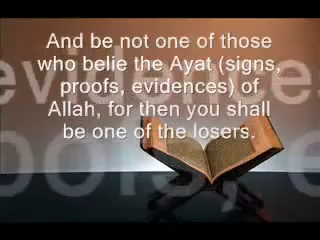 And be not one of those
who belie the Ayat (signs,
proofs, evidences) of
Allah, for then you shall
be one of the losers.